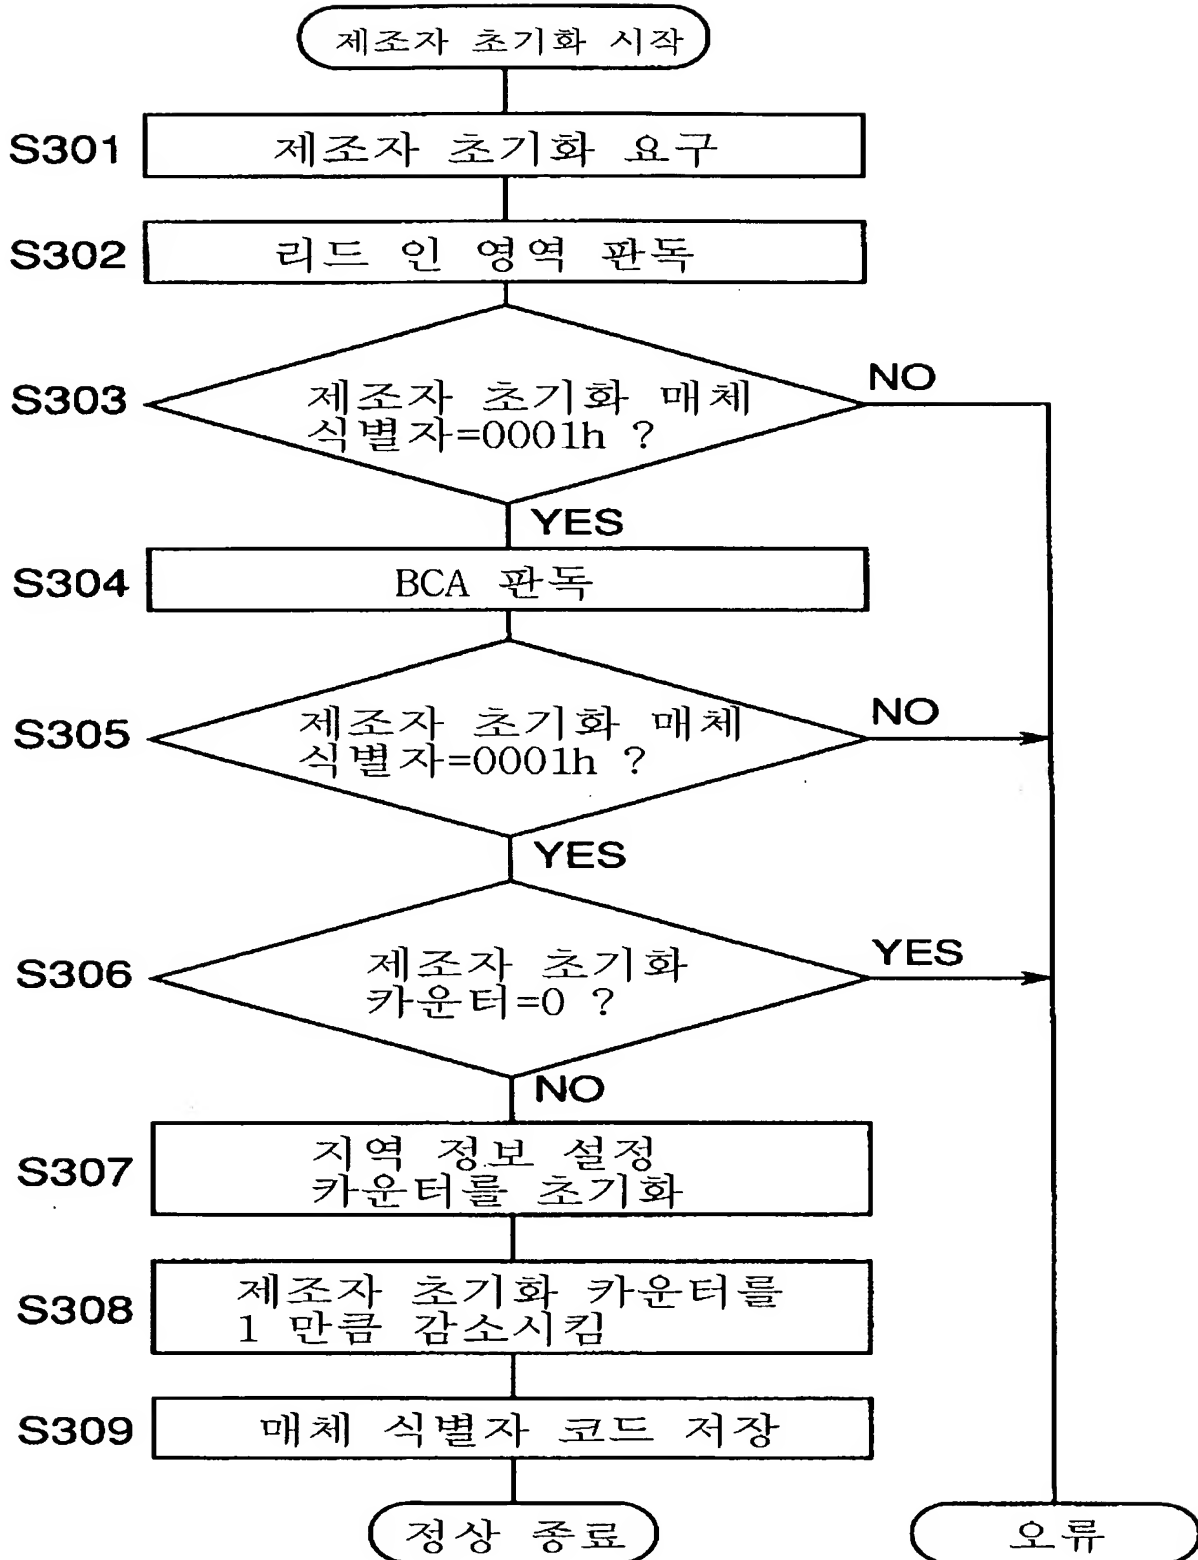 제조자 초기화 시작
S301
제조자 초기화 요구
S302
리드 인 영역 판독
S303
제조자 초기화 매체
식별자=0001h ?
NO
YES
S304
BCA 판독
S305
제조자 초기화 매체
식별자=0001h ?
NO
YES
S306
제조자 초기화
카운터=0 ?
YES
NO
S307
지역 정보 설정
카운터를 초기화
S308
제조자 초기화 카운터를
1 만큼 감소시킴
S309
매체 식별자 코드 저장
정상 종료
오류